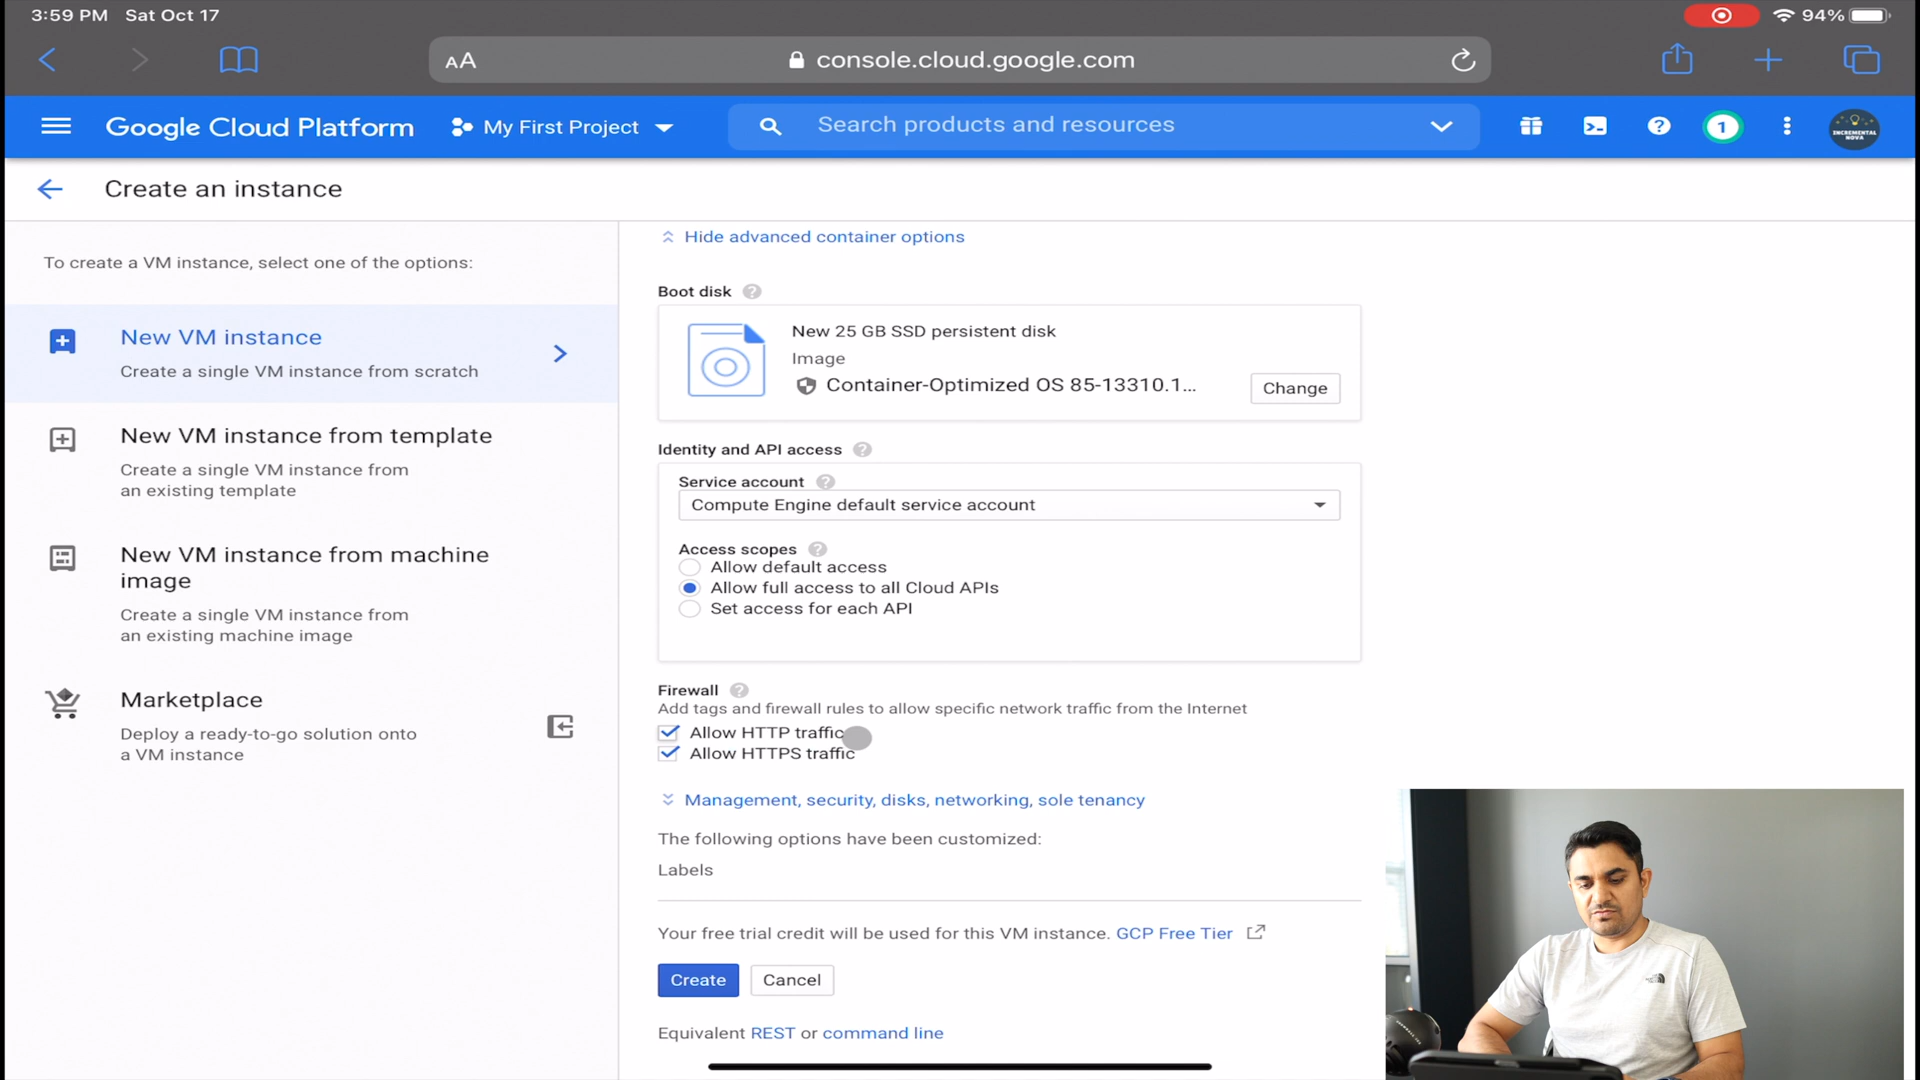 3:59 PM Sat Oct 17
94%
AA
console.cloud.google.com
Google Cloud Platform
My First Project
Search products and resources
1
INCREMENTAL
NOVA
Create an instance
To create a VM instance, select one of the options:
New VM instance
Create a single VM instance from scratch
New VM instance from template
Create a single VM instance from
an existing template
New VM instance from machine
image
Create a single VM instance from
an existing machine image
Marketplace
Deploy a ready-to-go solution onto
a VM instance
Hide advanced container options
Boot disk
New 25 GB SSD persistent disk
Image
Container-Optimized OS 85-13310.1...
Change
Identity and API access
Service account
Compute Engine default service account
Access scopes
Allow default access
Allow full access to all Cloud APIs
Set access for each API
Firewall
Add tags and firewall rules to allow specific network traffic from the Internet
Allow HTTP traffic
Allow HTTPS traffic
Management, security, disks, networking, sole tenancy
The following options have been customized:
Labels
Your free trial credit will be used for this VM instance. GCP Free Tier
Create
Cancel
Equivalent REST or command line